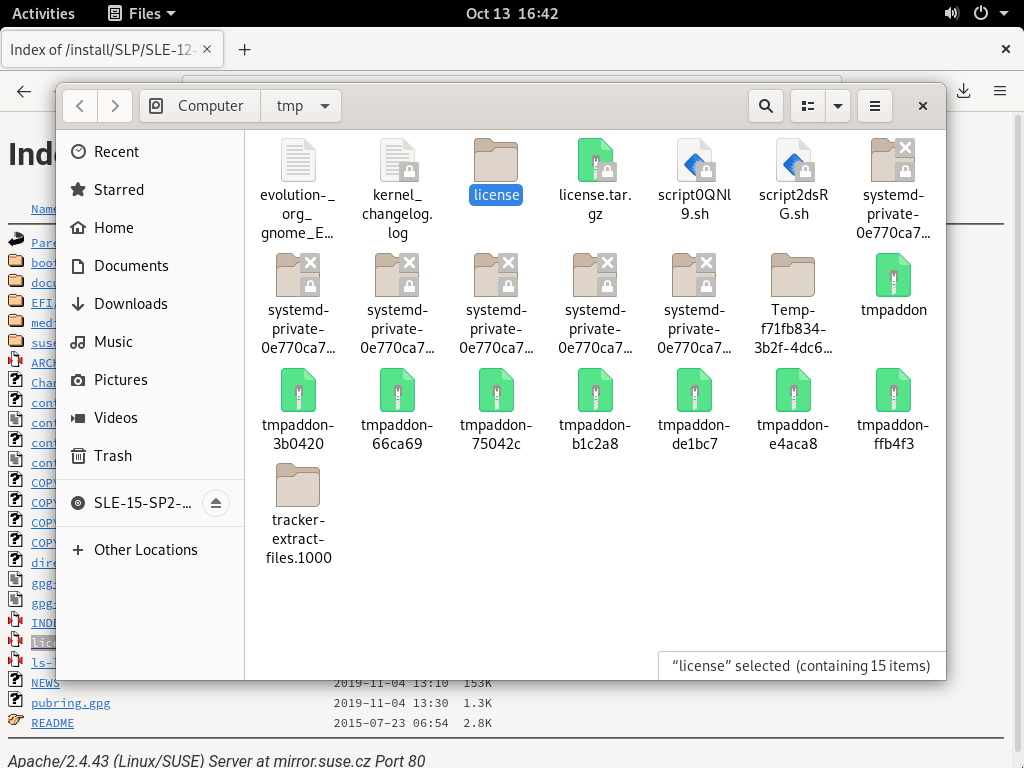 Activities
Files
Oct 13 16:42
Index of /install/SLP/SLE-12-
Computer
tmp
Recent
Starred
Home
Documents
Downloads
Music
Pictures
Videos
Trash
SLE-15-SP2-...
Other Locations
evolution-_
org_
gnome_E...
kernel_
changelog.
log
license
license.tar.
gz
script0QNl
9.sh
script2dsR
G.sh
systemd-
private-
0e770ca7...
systemd-
private-
0e770ca7...
systemd-
private-
0e770ca7...
systemd-
private-
0e770ca7...
systemd-
private-
0e770ca7...
systemd-
private-
0e770ca7...
Temp-
f71fb834-
3b2f-4dc6...
tmpaddon
tmpaddon-
3b0420
tmpaddon-
66ca69
tmpaddon-
75042c
tmpaddon-
b1c2a8
tmpaddon-
de1bc7
tmpaddon-
e4aca8
tmpaddon-
ffb4f3
tracker-
extract-
files.1000
“license” selected (containing 15 items)
Inde
Name
Pare
boot
docu
EFI/
medi
suse
ARCH
Chan
cont
cont
cont
cont
COPY
COPY
COPY
COPY
dire
gpg-
gpg-
INDE
lice
ls-l
NEWS 2019-11-04 13:10 153K
pubring.gpg 2019-11-04 13:30 1.3K
README 2015-07-23 06:54 2.8K
Apache/2.4.43 (Linux/SUSE) Server at mirror.suse.cz Port 80